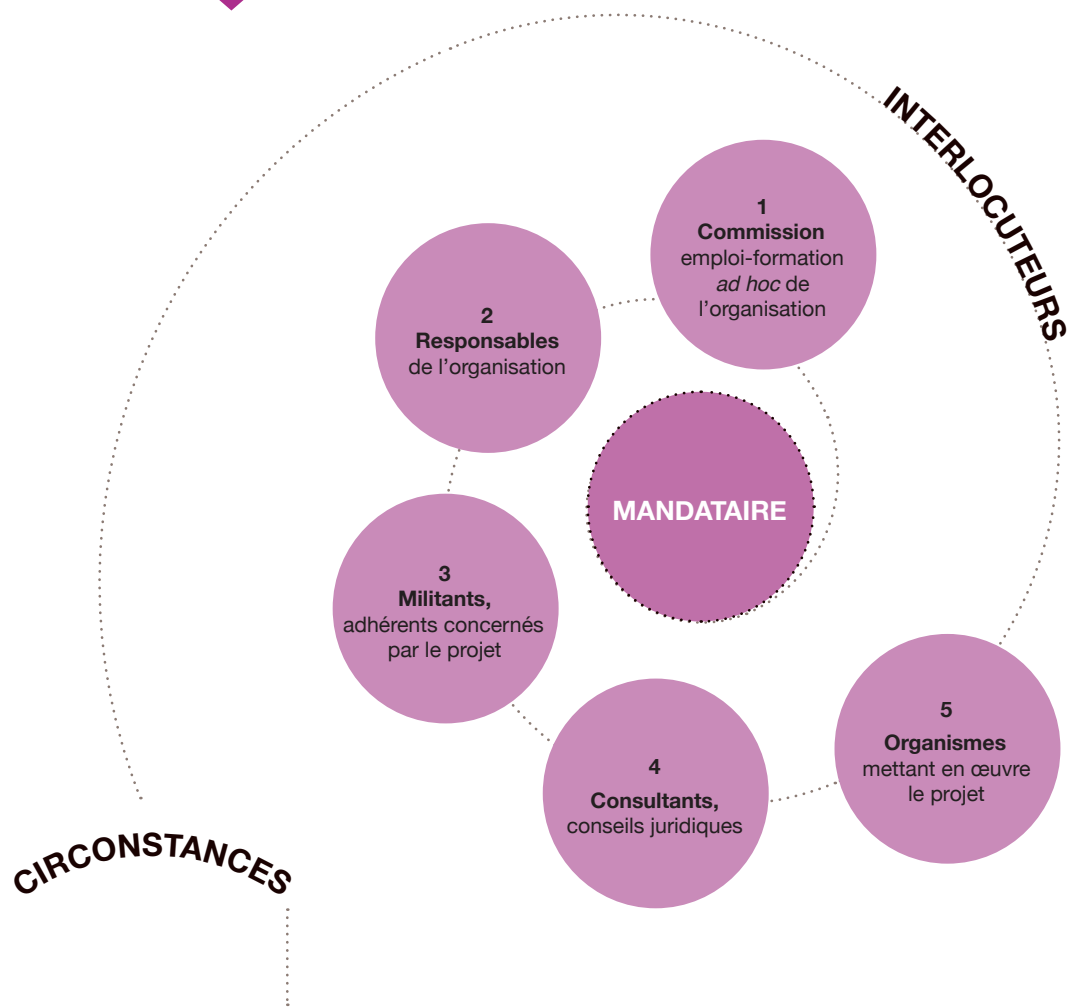 INTERLOCUTEURS
1
Commission
emploi-formation
ad hoc de
l’organisation
2
Responsables
de l’organisation
MANDATAIRE
3
Militants,
adhérents concernés
par le projet
4
Consultants,
conseils juridiques
5
Organismes
mettant en œuvre
le projet
CIRCONSTANCES